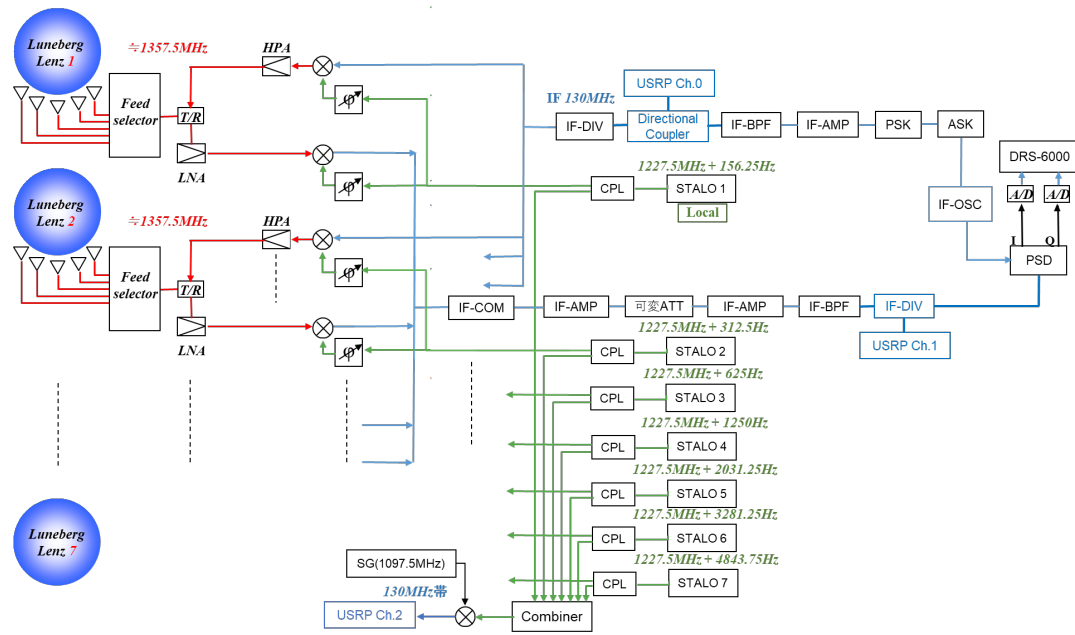 Luneberg
Lenz 1
≒1357.5MHz
HPA
φ
Feed
selector
T/R
LNA
φ
IF 130MHz
USRP Ch.0
IF-DIV
Directional
Coupler
IF-BPF
IF-AMP
PSK
ASK
DRS-6000
A/D
A/D
IF-OSC
I
Q
PSD
1227.5MHz + 156.25Hz
CPL
STALO 1
Local
Luneberg
Lenz 2
≒1357.5MHz
HPA
φ
Feed
selector
T/R
LNA
φ
IF-COM
IF-AMP
可変ATT
IF-AMP
IF-BPF
IF-DIV
USRP Ch.1
1227.5MHz + 312.5Hz
CPL
STALO 2
1227.5MHz + 625Hz
CPL
STALO 3
1227.5MHz + 1250Hz
CPL
STALO 4
1227.5MHz + 2031.25Hz
CPL
STALO 5
1227.5MHz + 3281.25Hz
CPL
STALO 6
1227.5MHz + 4843.75Hz
CPL
STALO 7
Luneberg
Lenz 7
SG(1097.5MHz)
130MHz帯
USRP Ch.2
Combiner